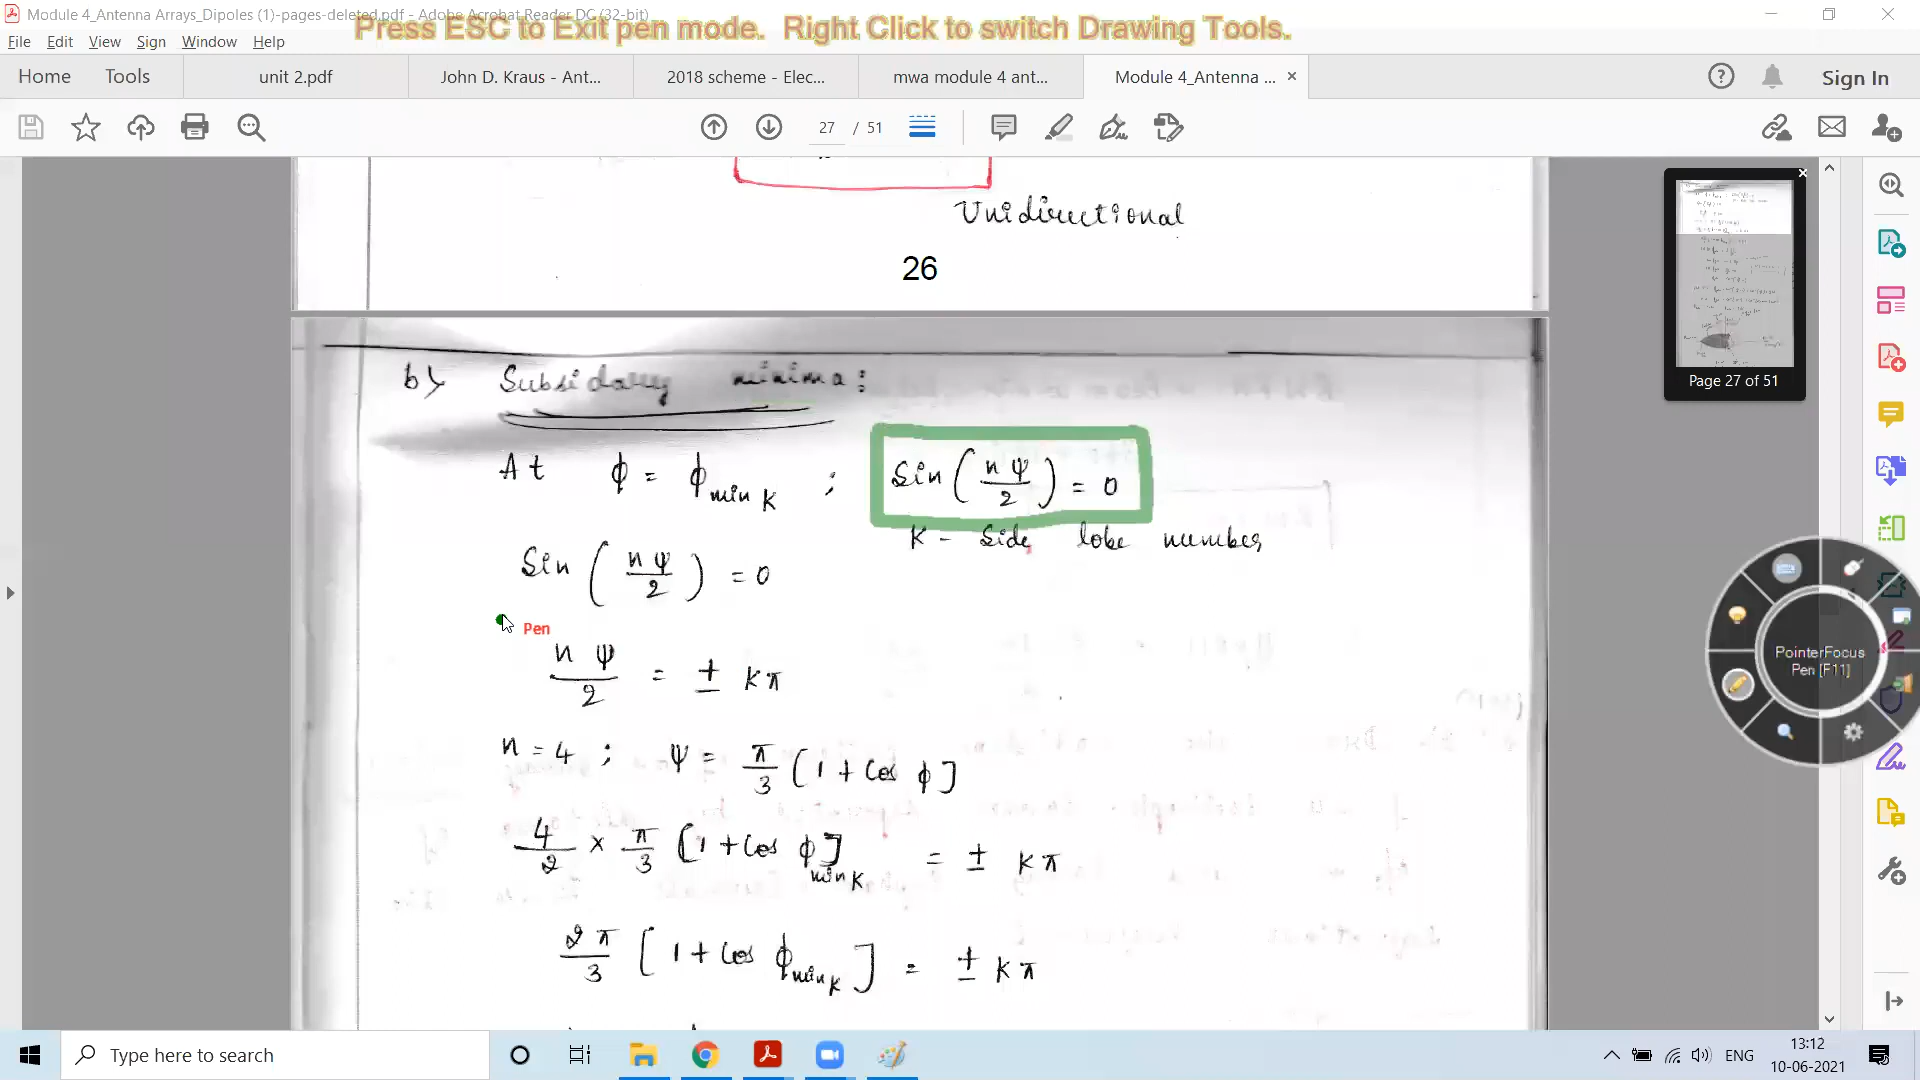 Module 4_Antenna Arrays_Dipoles (1)-pages-deleted.pdf - Adobe Acrobat Reader DC (32-bit)
Press ESC to Exit pen mode. Right Click to switch Drawing Tools.
File Edit View Sign Window Help
Home Tools unit 2.pdf John D. Kraus - Ant... 2018 scheme - Elec... mwa module 4 ant... Module 4_Antenna ... × Sign In
27 / 51
Unidirectional
26
b) Subsidary minima:
At ϕ = ϕ min K ; Sin (nψ/2) = 0
K - Side lobe number
Sin (nψ/2) = 0
Pen
nψ/2 = ± Kπ
n = 4 ; ψ = π/3 [1 + Cos ϕ]
4/2 × π/3 [1 + Cos ϕ] min K = ± Kπ
2π/3 [1 + Cos ϕ min K] = ± Kπ
Page 27 of 51
PointerFocus
Pen [F11]
Type here to search
ENG
13:12
10-06-2021